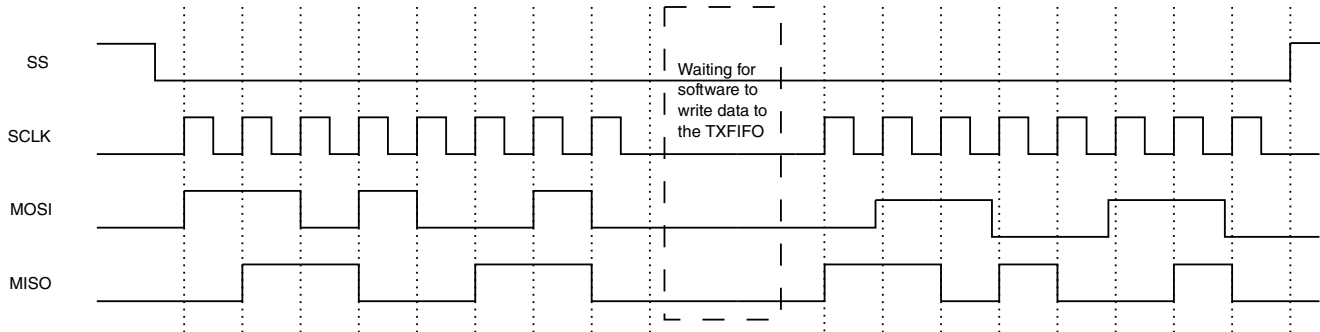 SS
Waiting for
software to
write data to
the TXFIFO
SCLK
MOSI
MISO